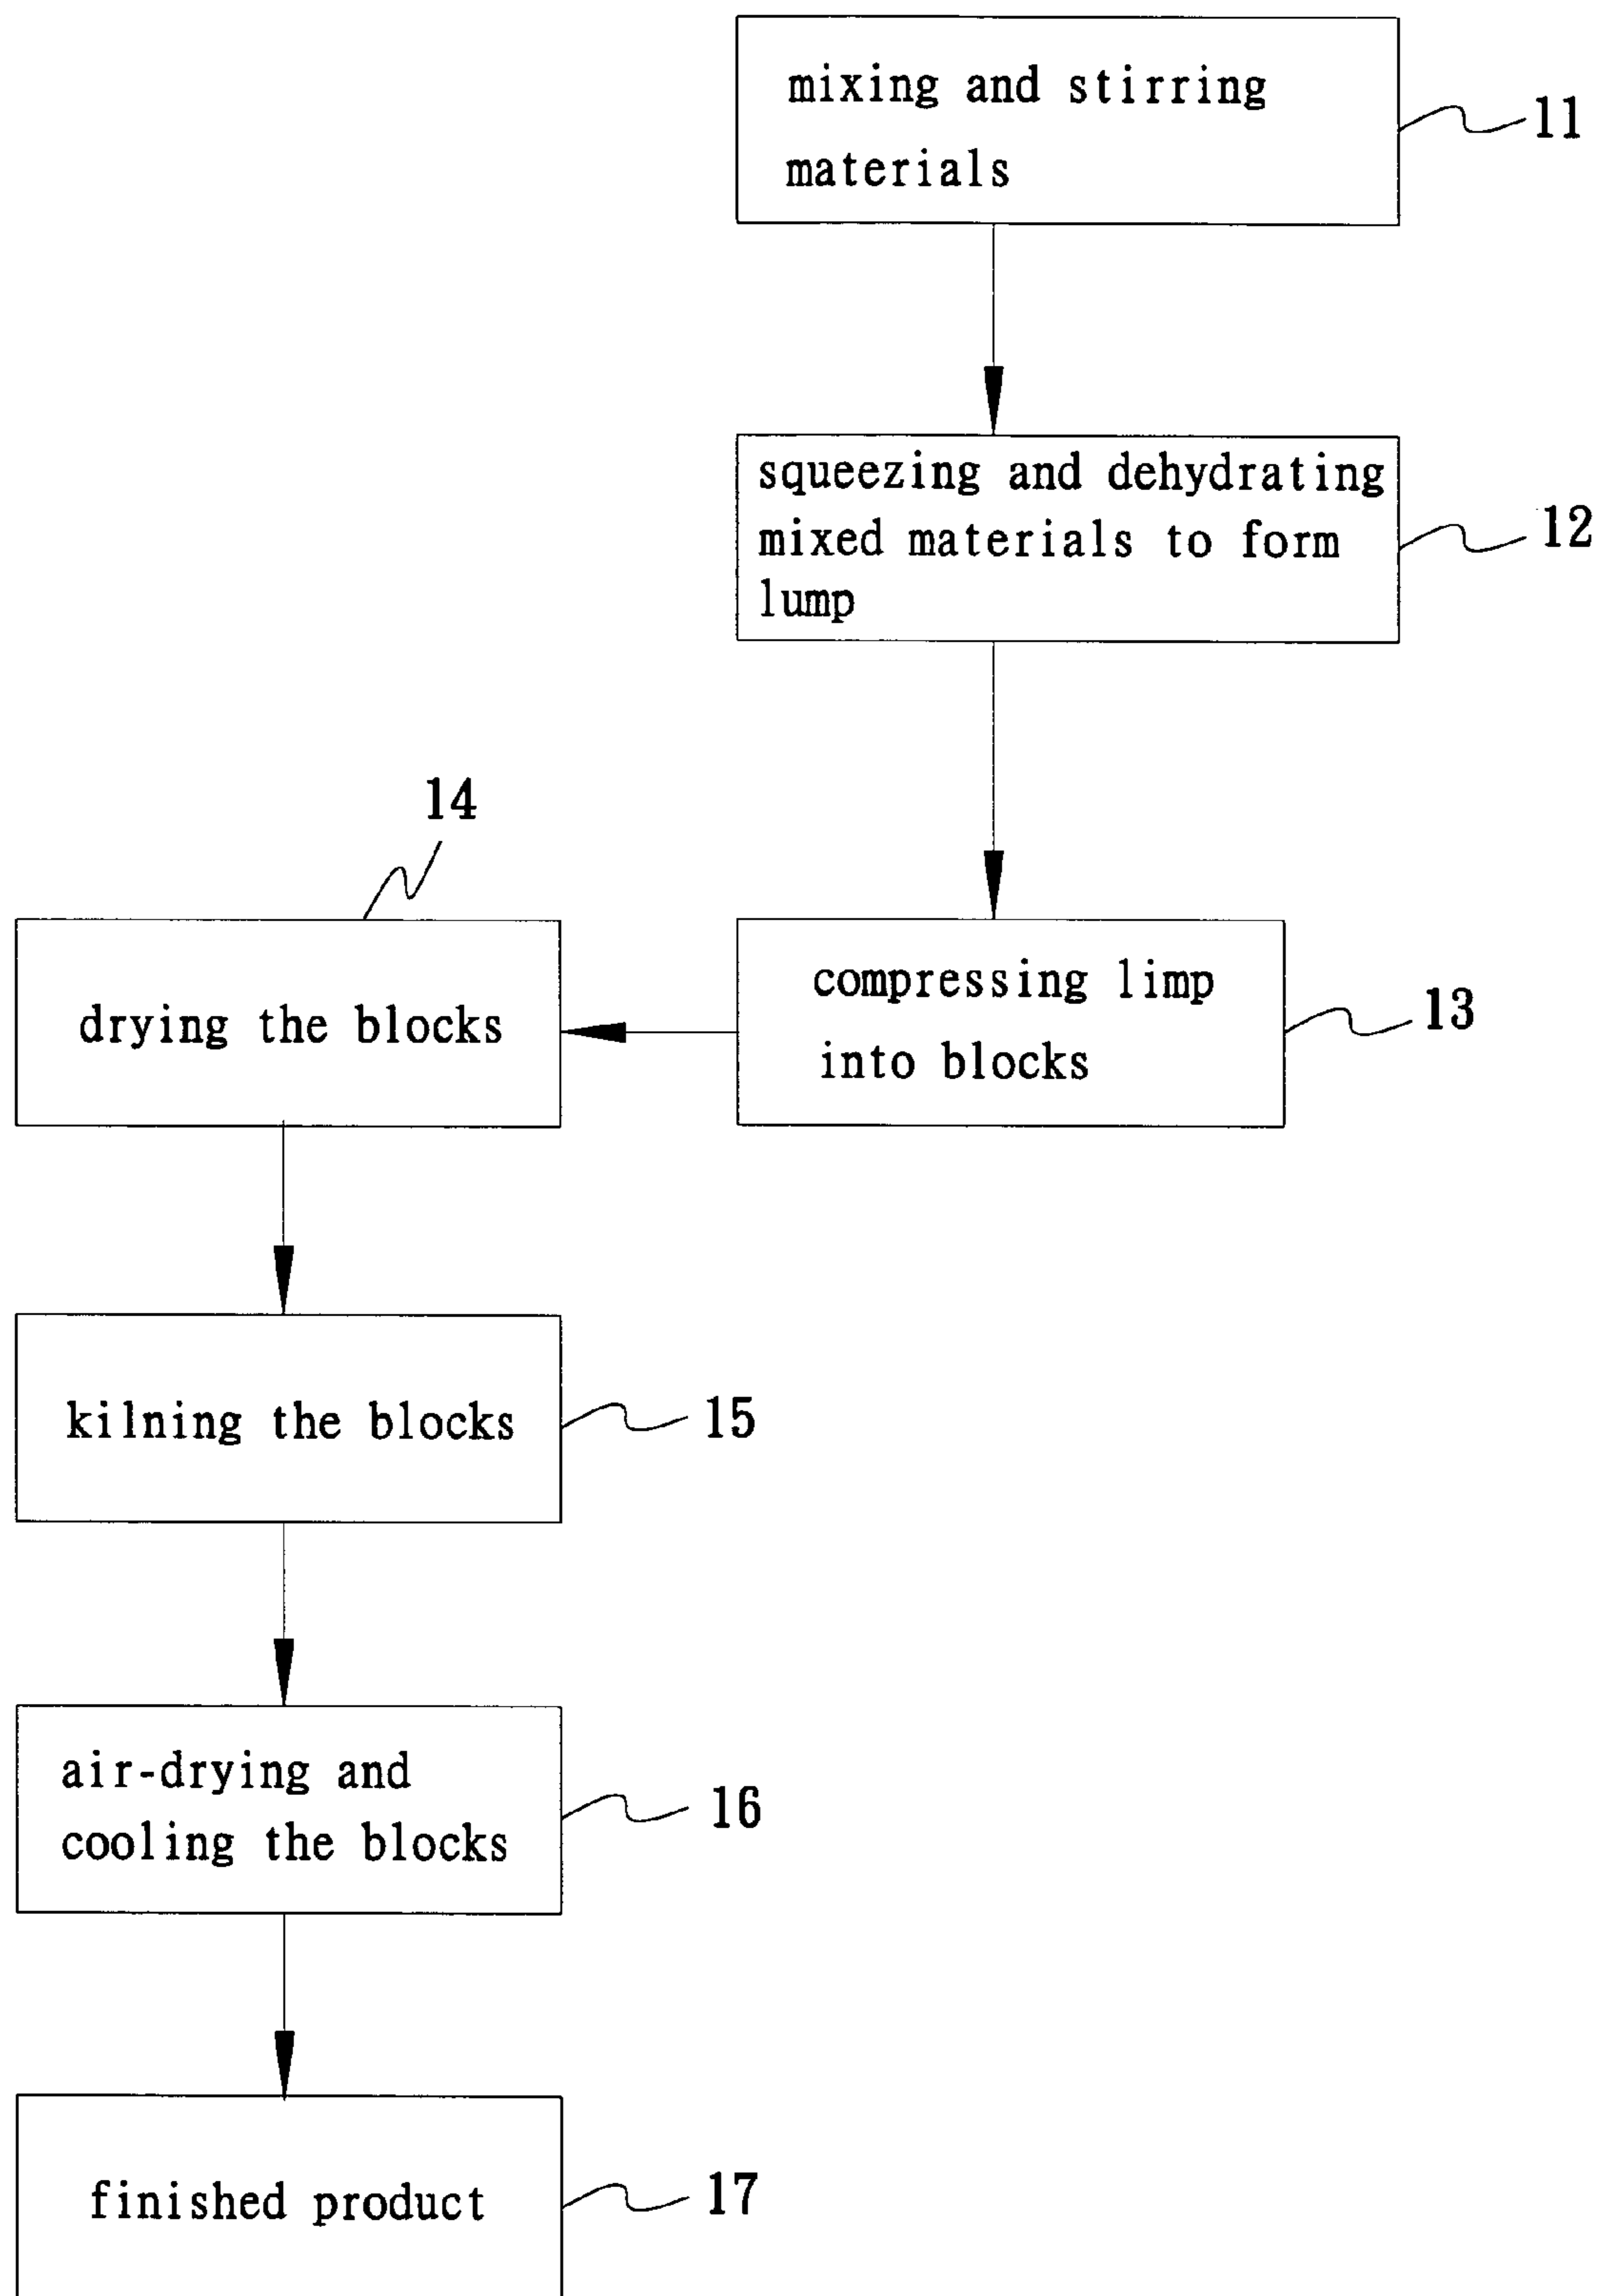 mixing and stirring
materials
11
squeezing and dehydrating
mixed materials to form
lump
12
14
compressing limp
into blocks
13
drying the blocks
kilning the blocks
15
air-drying and
cooling the blocks
16
finished product
17